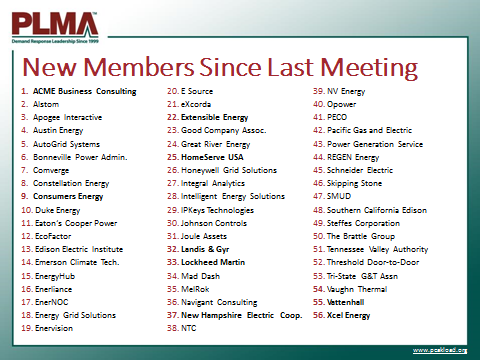 PLMA
Demand Response Leadership Since 1999
New Members Since Last Meeting
1. ACME Business Consulting
2. Alstom
3. Apogee Interactive
4. Austin Energy
5. AutoGrid Systems
6. Bonneville Power Admin.
7. Comverge
8. Constellation Energy
9. Consumers Energy
10. Duke Energy
11. Eaton's Cooper Power
12. EcoFactor
13. Edison Electric Institute
14. Emerson Climate Tech.
15. EnergyHub
16. Enerliance
17. EnerNOC
18. Energy Grid Solutions
19. Enervision
20. E Source
21. eXcorda
22. Extensible Energy
23. Good Company Assoc.
24. Great River Energy
25. HomeServe USA
26. Honeywell Grid Solutions
27. Integral Analytics
28. Intelligent Energy Solutions
29. IPKeys Technologies
30. Johnson Controls
31. Joule Assets
32. Landis & Gyr
33. Lockheed Martin
34. Mad Dash
35. MelRok
36. Navigant Consulting
37. New Hampshire Electric Coop.
38. NTC
39. NV Energy
40. Opower
41. PECO
42. Pacific Gas and Electric
43. Power Generation Service
44. REGEN Energy
45. Schneider Electric
46. Skipping Stone
47. SMUD
48. Southern California Edison
49. Steffes Corporation
50. The Brattle Group
51. Tennessee Valley Authority
52. Threshold Door-to-Door
53. Tri-State G&T Assn
54. Vaughn Thermal
55. Vattenhall
56. Xcel Energy
www.peakload.org